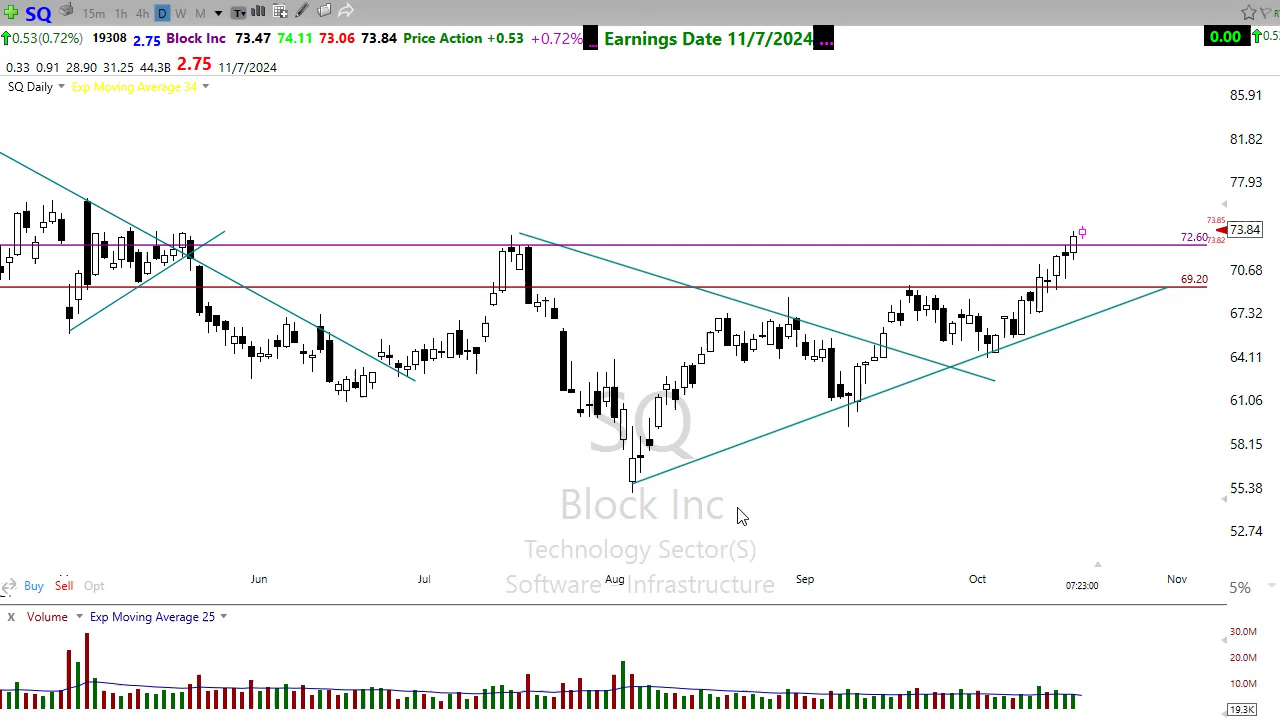 SQ 15m 1h 4h D W M T
0.53(0.72%) 19308 2.75 Block Inc 73.47 74.11 73.06 73.84 Price Action +0.53 +0.72% ... Earnings Date 11/7/2024 ... 0.00
0.33 0.91 28.90 31.25 44.3B 2.75 11/7/2024
SQ Daily Exp Moving Average 34
85.91
81.82
77.93
73.85
73.84
72.60 73.82
70.68
69.20
67.32
64.11
61.06
58.15
55.38
52.74
SQ
Block Inc
Technology Sector(S)
Software - Infrastructure
Jun Jul Aug Sep Oct Nov
Buy Sell Opt 07:23:00 5%
X Volume Exp Moving Average 25
30.0M
20.0M
10.0M
19.3K